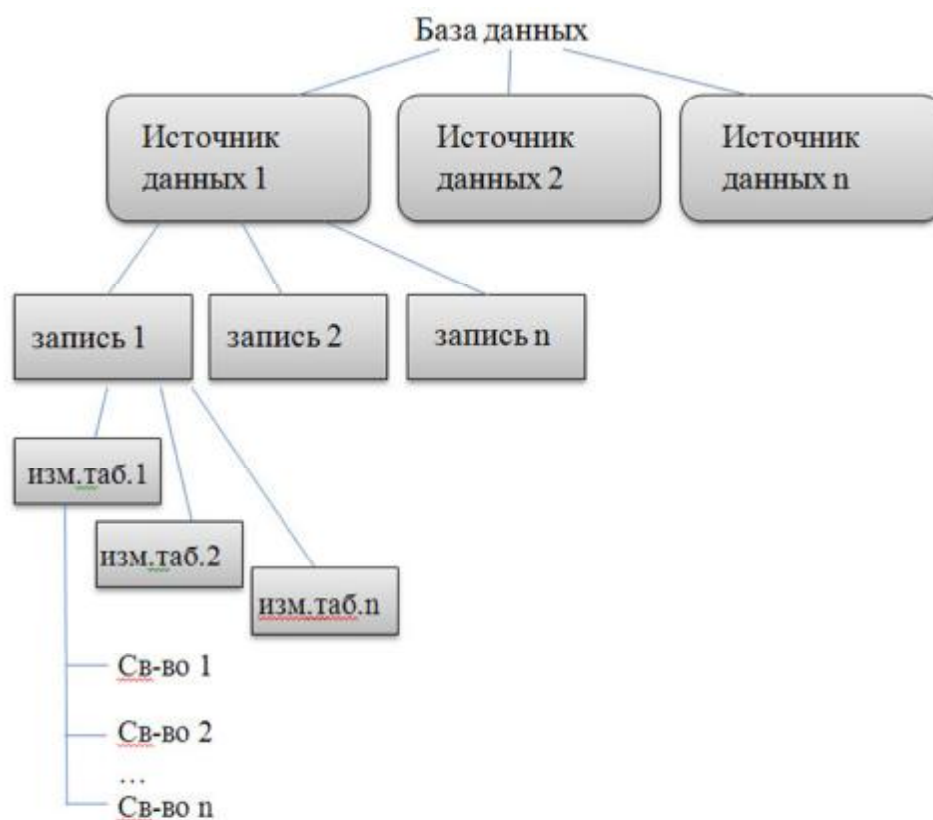 База данных
Источник
данных 1
Источник
данных 2
Источник
данных n
запись 1
запись 2
запись n
изм.таб.1
изм.таб.2
изм.таб.n
Св-во 1
Св-во 2
...
Св-во n